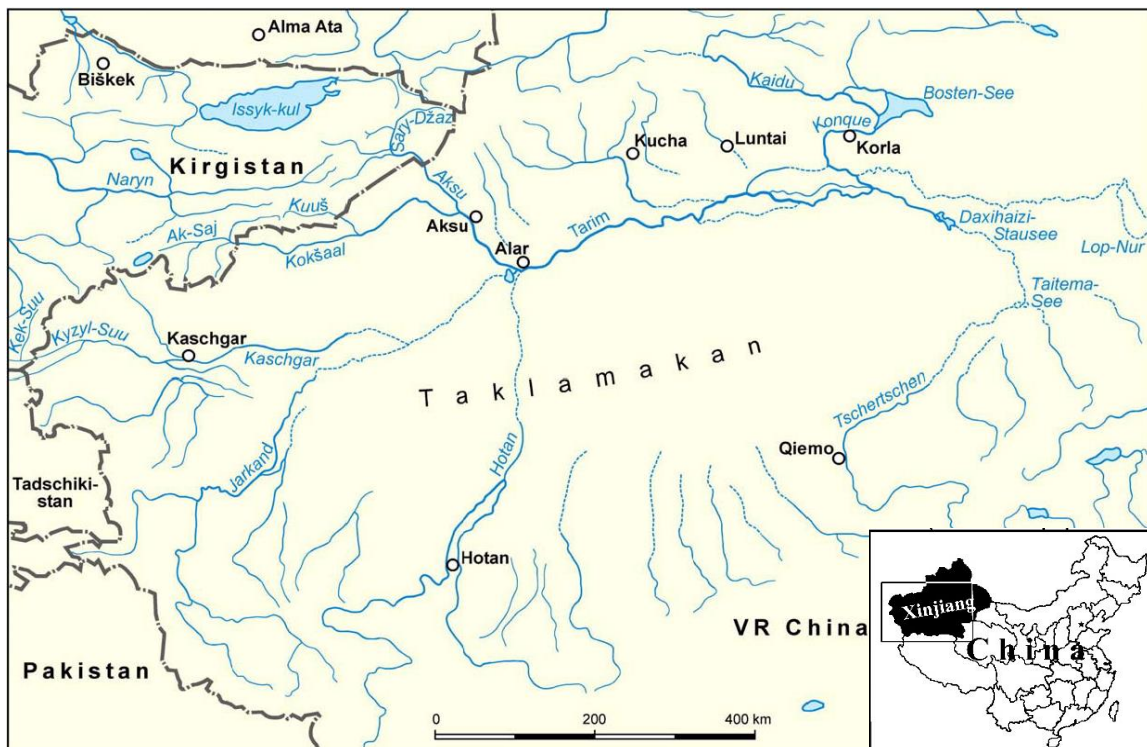 Alma Ata
Biškek
Issyk-kul
Sary-Džaz
Kaidu
Bosten-See
Konque
Kirgistan
Naryn
Kuuš
Aksu
Kucha
Luntai
Korla
Aksu
Ak-Saj
Kokšaal
Alar
Tarim
Daxihaizi-
Stausee
Lop-Nur
Taitema-
See
Kek-Suu
Kyzyl-Suu
Kaschgar
Kaschgar
Taklamakan
Tschertschen
Qiemo
Jarkand
Hotan
Tadschiki-
stan
Hotan
VR China
Pakistan
0 200 400 km
Xinjiang
China